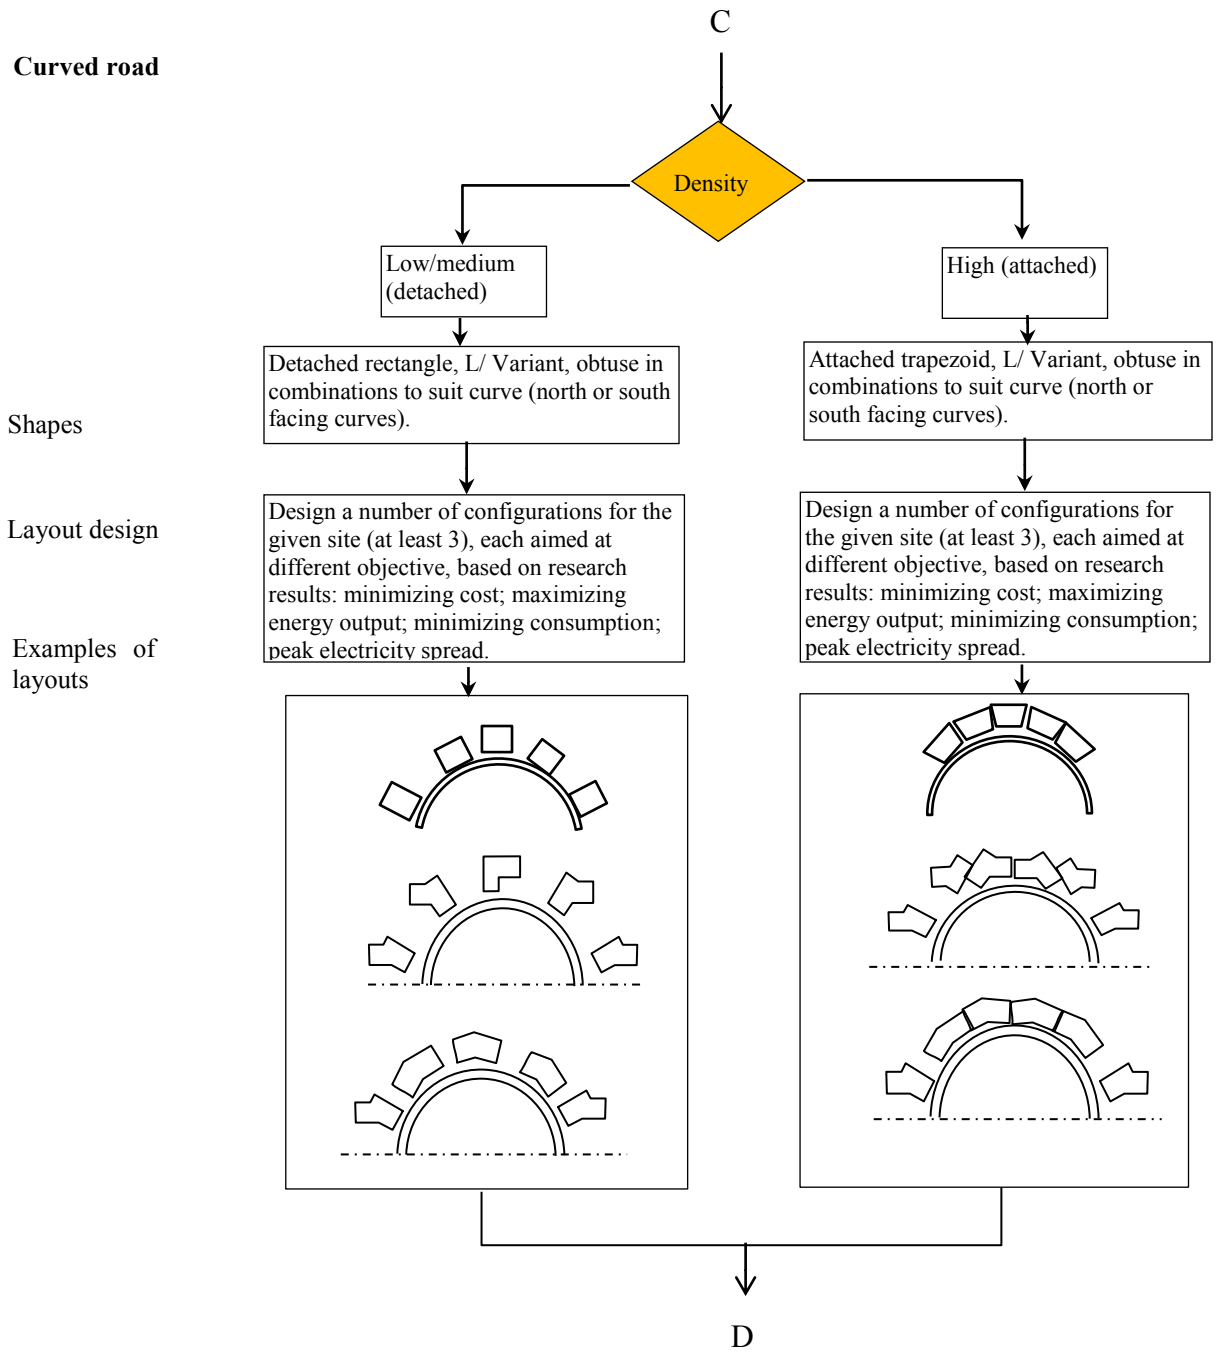 C
Curved road
Density
Low/medium
(detached)
High (attached)
Shapes
Detached rectangle, L/ Variant, obtuse in
combinations to suit curve (north or south
facing curves).
Attached trapezoid, L/ Variant, obtuse in
combinations to suit curve (north or
south facing curves).
Layout design
Design a number of configurations for the
given site (at least 3), each aimed at
different objective, based on research
results: minimizing cost; maximizing
energy output; minimizing consumption;
peak electricity spread.
Design a number of configurations for
the given site (at least 3), each aimed at
different objective, based on research
results: minimizing cost; maximizing
energy output; minimizing consumption;
peak electricity spread.
Examples of
layouts
D